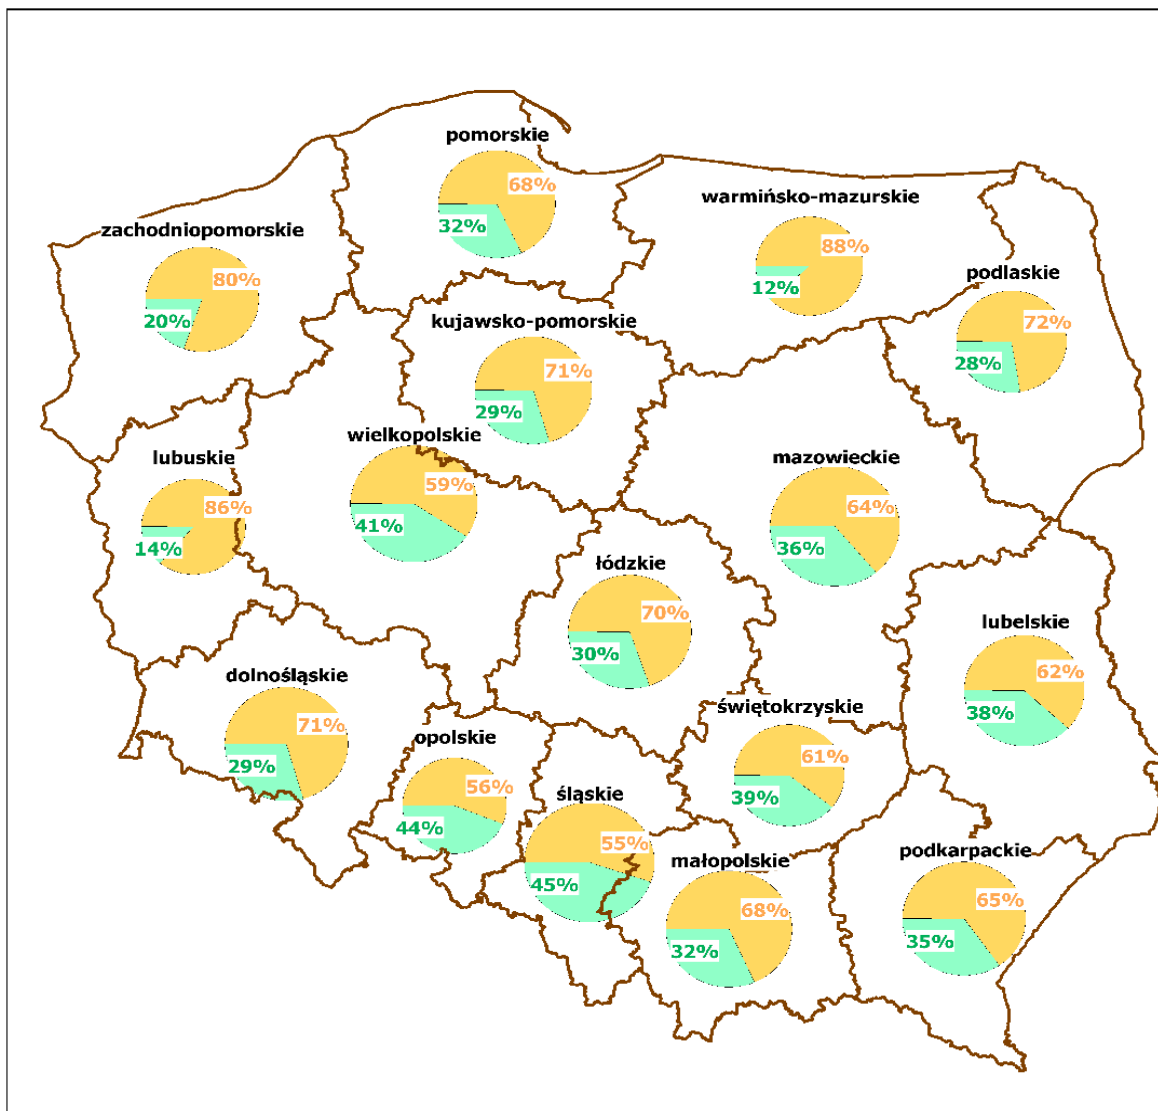 pomorskie
68%
32%
warmińsko-mazurskie
88%
12%
zachodniopomorskie
80%
20%
podlaskie
72%
28%
kujawsko-pomorskie
71%
29%
wielkopolskie
59%
41%
lubuskie
86%
14%
mazowieckie
64%
36%
łódzkie
70%
30%
lubelskie
62%
38%
dolnośląskie
71%
29%
świętokrzyskie
61%
39%
opolskie
56%
44%
śląskie
55%
45%
małopolskie
68%
32%
podkarpackie
65%
35%